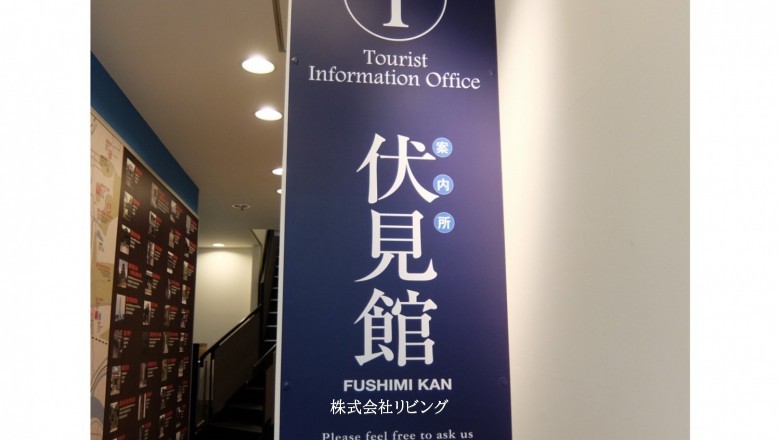 i
Tourist
Information Office
伏見館
案内所
FUSHIMI KAN
株式会社リビング
Please feel free to ask us